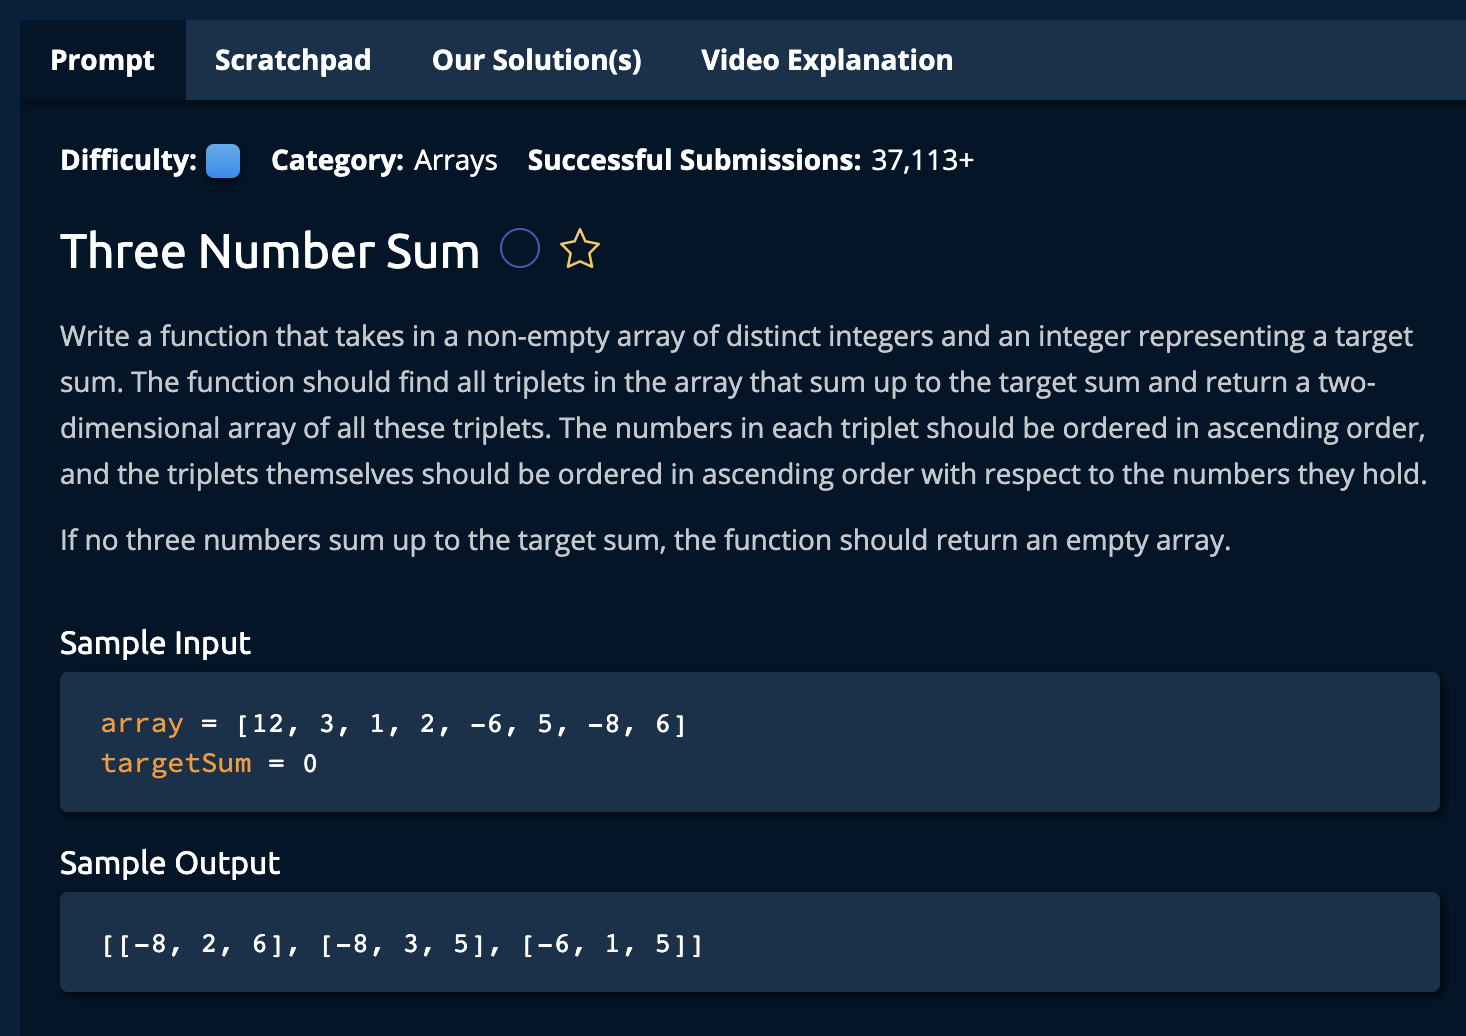 Prompt Scratchpad Our Solution(s) Video Explanation
Difficulty: Category: Arrays Successful Submissions: 37,113+
Three Number Sum
Write a function that takes in a non-empty array of distinct integers and an integer representing a target
sum. The function should find all triplets in the array that sum up to the target sum and return a two-
dimensional array of all these triplets. The numbers in each triplet should be ordered in ascending order,
and the triplets themselves should be ordered in ascending order with respect to the numbers they hold.
If no three numbers sum up to the target sum, the function should return an empty array.
Sample Input
array = [12, 3, 1, 2, -6, 5, -8, 6]
targetSum = 0
Sample Output
[[-8, 2, 6], [-8, 3, 5], [-6, 1, 5]]